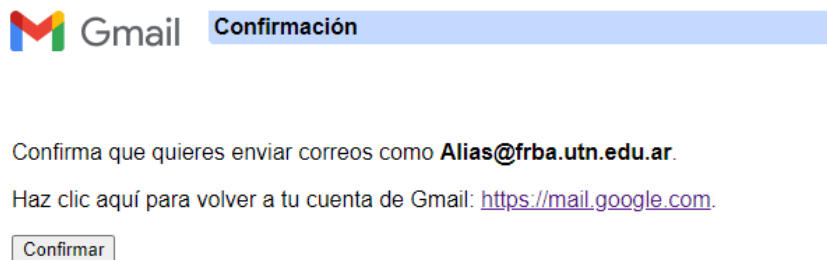 Gmail Confirmación
Confirma que quieres enviar correos como Alias@frba.utn.edu.ar.
Haz clic aquí para volver a tu cuenta de Gmail: https://mail.google.com.
Confirmar